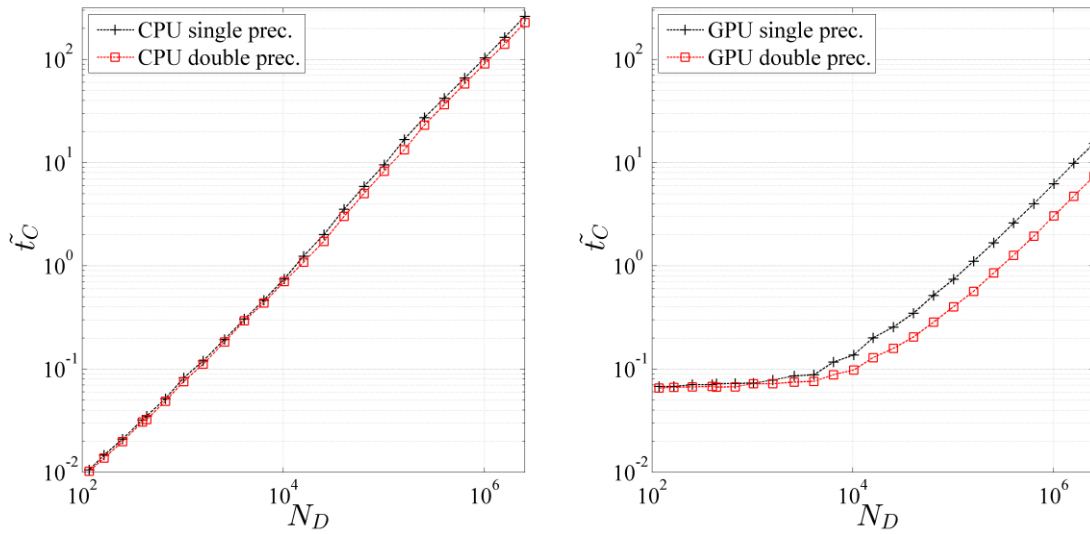 CPU single prec.
CPU double prec.
10^2
10^1
10^0
10^-1
10^-2
t̃_C
10^2
10^4
10^6
N_D
GPU single prec.
GPU double prec.
10^2
10^1
10^0
10^-1
10^-2
t̃_C
10^2
10^4
10^6
N_D